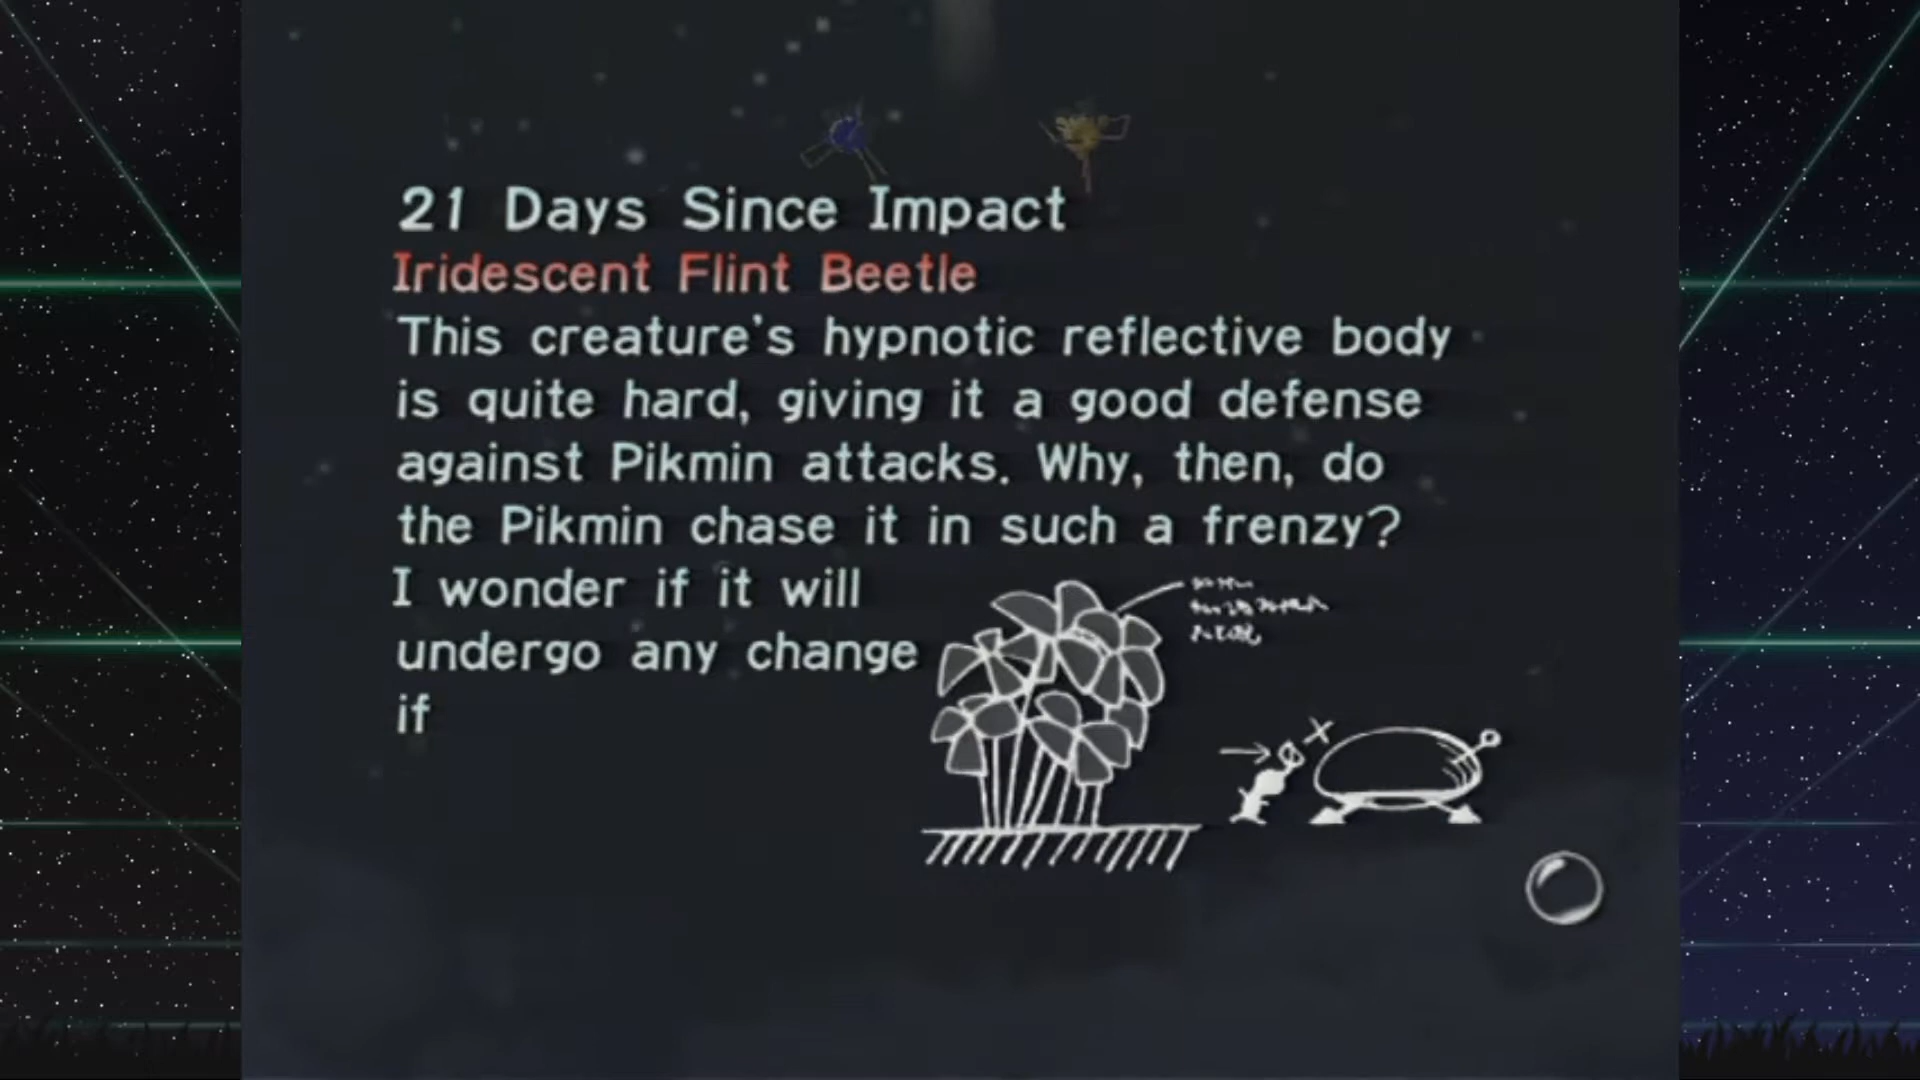 21 Days Since Impact
Iridescent Flint Beetle
This creature's hypnotic reflective body
is quite hard, giving it a good defense
against Pikmin attacks. Why, then, do
the Pikmin chase it in such a frenzy?
I wonder if it will
undergo any change
if